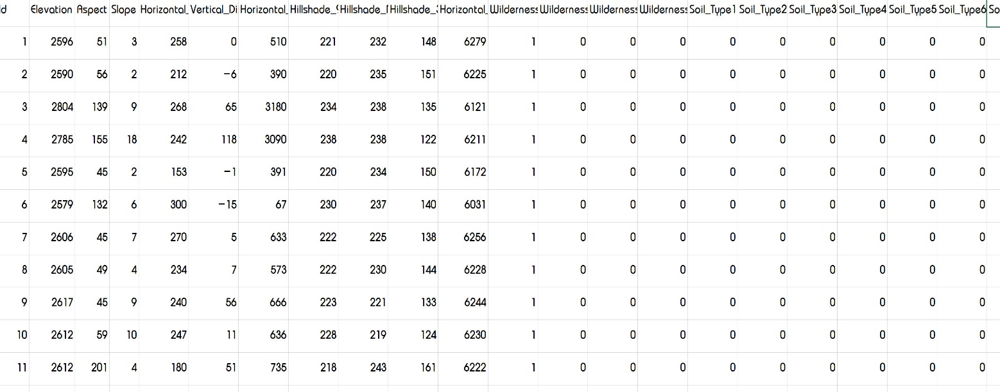 Id Elevation Aspect Slope Horizontal_ Vertical_Di Horizontal_ Hillshade_9 Hillshade_ Hillshade_ Horizontal_ Wilderness Wilderness Wilderness Wilderness Soil_Type1 Soil_Type2 Soil_Type3 Soil_Type4 Soil_Type5 Soil_Type6 So
1 2596 51 3 258 0 510 221 232 148 6279 1 0 0 0 0 0 0 0 0 0
2 2590 56 2 212 −6 390 220 235 151 6225 1 0 0 0 0 0 0 0 0 0
3 2804 139 9 268 65 3180 234 238 135 6121 1 0 0 0 0 0 0 0 0 0
4 2785 155 18 242 118 3090 238 238 122 6211 1 0 0 0 0 0 0 0 0 0
5 2595 45 2 153 −1 391 220 234 150 6172 1 0 0 0 0 0 0 0 0 0
6 2579 132 6 300 −15 67 230 237 140 6031 1 0 0 0 0 0 0 0 0 0
7 2606 45 7 270 5 633 222 225 138 6256 1 0 0 0 0 0 0 0 0 0
8 2605 49 4 234 7 573 222 230 144 6228 1 0 0 0 0 0 0 0 0 0
9 2617 45 9 240 56 666 223 221 133 6244 1 0 0 0 0 0 0 0 0 0
10 2612 59 10 247 11 636 228 219 124 6230 1 0 0 0 0 0 0 0 0 0
11 2612 201 4 180 51 735 218 243 161 6222 1 0 0 0 0 0 0 0 0 0